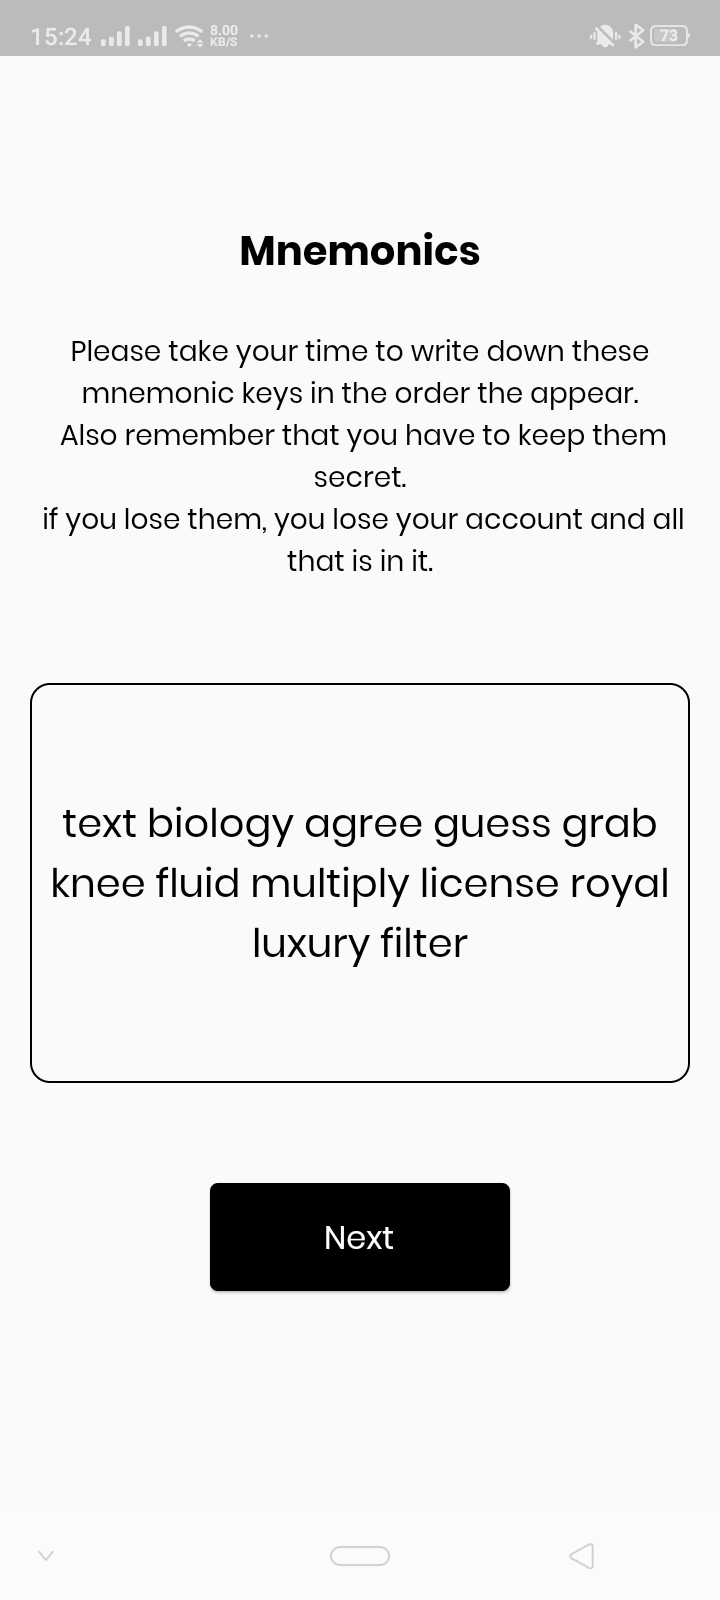 15:24 8.00 KB/S ... 73
Mnemonics
Please take your time to write down these
mnemonic keys in the order the appear.
Also remember that you have to keep them
secret.
if you lose them, you lose your account and all
that is in it.
text biology agree guess grab
knee fluid multiply license royal
luxury filter
Next